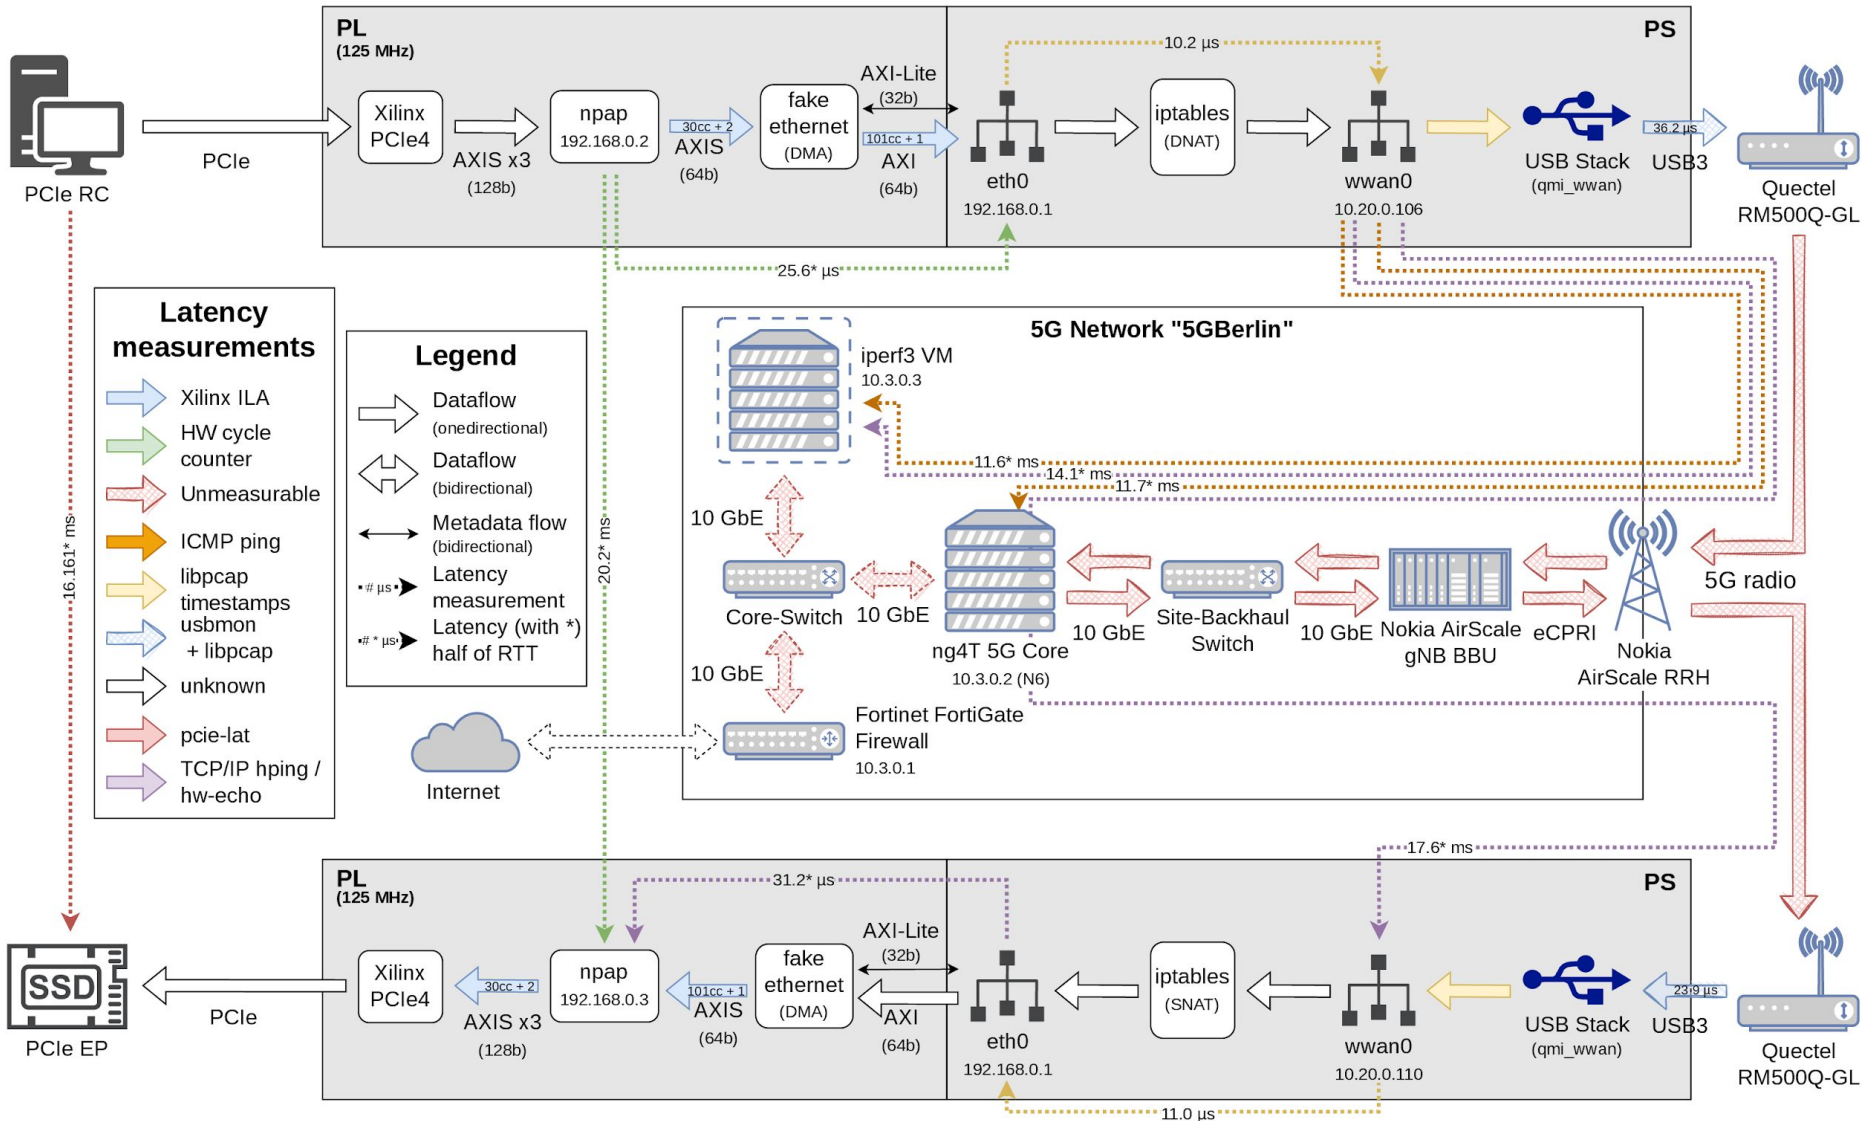 PL
(125 MHz)
PS
PCIe RC
PCIe
Xilinx
PCIe4
AXIS x3
(128b)
npap
192.168.0.2
30cc + 2
AXIS
(64b)
fake
ethernet
(DMA)
AXI-Lite
(32b)
101cc + 1
AXI
(64b)
eth0
192.168.0.1
10.2 µs
iptables
(DNAT)
wwan0
10.20.0.106
USB Stack
(qmi_wwan)
36.2 µs
USB3
Quectel
RM500Q-GL
25.6* µs
16.161* ms
20.2* ms
Latency
measurements
Xilinx ILA
HW cycle
counter
Unmeasurable
ICMP ping
libpcap
timestamps
usbmon
+ libpcap
unknown
pcie-lat
TCP/IP hping /
hw-echo
Legend
Dataflow
(onedirectional)
Dataflow
(bidirectional)
Metadata flow
(bidirectional)
# µs
Latency
measurement
# * µs
Latency (with *)
half of RTT
5G Network "5GBerlin"
iperf3 VM
10.3.0.3
11.6* ms
14.1* ms
11.7* ms
10 GbE
Core-Switch
10 GbE
10 GbE
ng4T 5G Core
10.3.0.2 (N6)
10 GbE
Site-Backhaul
Switch
10 GbE
Nokia AirScale
gNB BBU
eCPRI
Nokia
AirScale RRH
5G radio
Internet
Fortinet FortiGate
Firewall
10.3.0.1
17.6* ms
PL
(125 MHz)
PS
31.2* µs
SSD
PCIe EP
PCIe
Xilinx
PCIe4
30cc + 2
AXIS x3
(128b)
npap
192.168.0.3
101cc + 1
AXIS
(64b)
fake
ethernet
(DMA)
AXI-Lite
(32b)
AXI
(64b)
eth0
192.168.0.1
iptables
(SNAT)
wwan0
10.20.0.110
USB Stack
(qmi_wwan)
23.9 µs
USB3
Quectel
RM500Q-GL
11.0 µs